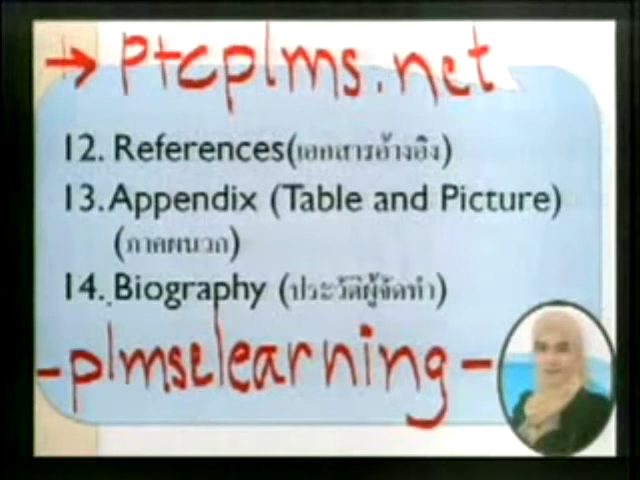 → ptcplms.net
12. References(เอกสารอ้างอิง)
13. Appendix (Table and Picture)
(ภาคผนวก)
14. Biography (ประวัติผู้จัดทำ)
-plmselearning-